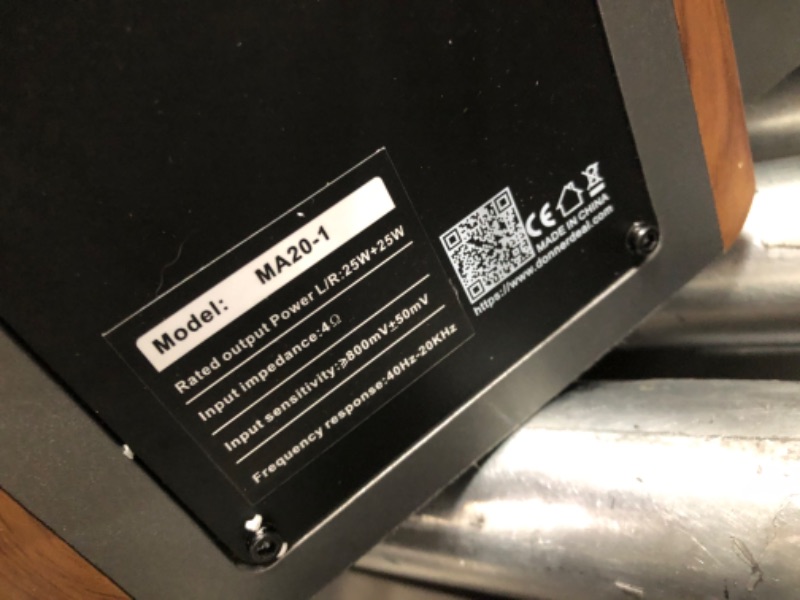 Model: MA20-1
Rated output Power L/R:25W+25W
Input impedance:4Ω
Input sensitivity:⩾800mV±50mV
Frequency response:40Hz-20KHz
CE
MADE IN CHINA
https://www.donnerdeal.com